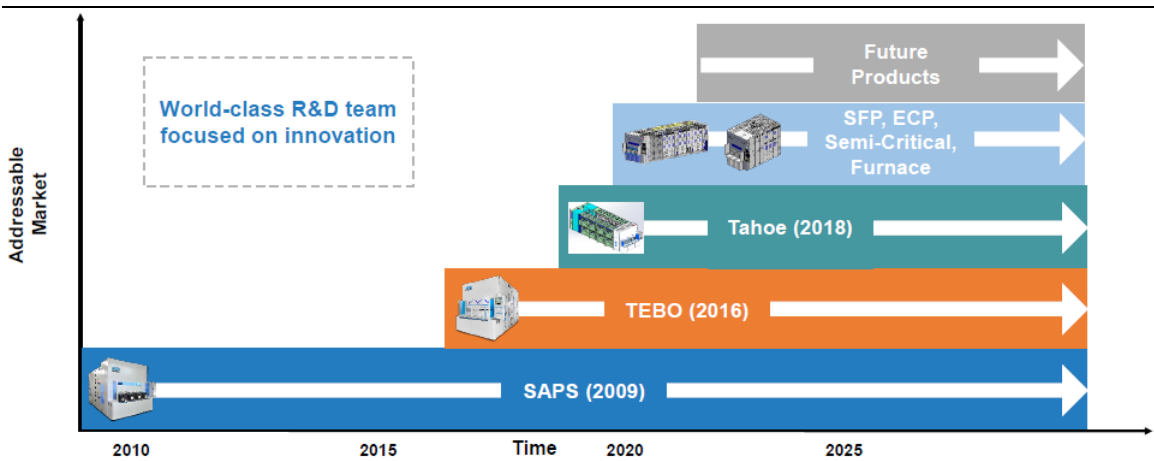 World-class R&D team
focused on innovation
Future
Products
SFP, ECP,
Semi-Critical,
Furnace
Tahoe (2018)
TEBO (2016)
SAPS (2009)
Addressable
Market
2010
2015
Time
2020
2025